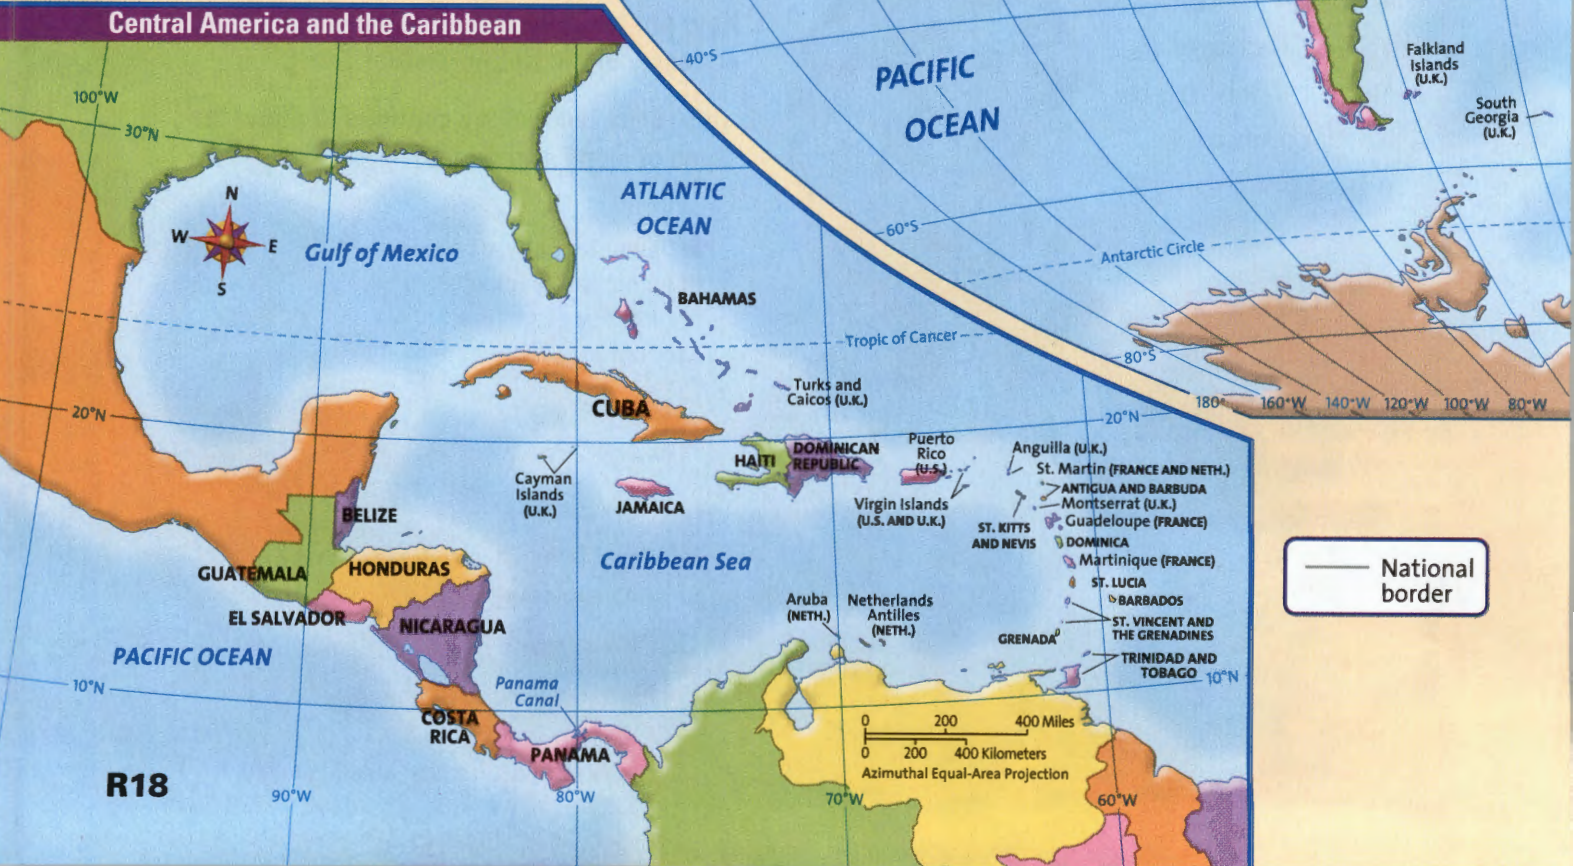 Central America and the Caribbean
40°S
PACIFIC
OCEAN
Falkland
Islands
(U.K.)
South
Georgia
(U.K.)
100°W
30°N
N
W
E
S
Gulf of Mexico
ATLANTIC
OCEAN
60°S
Antarctic Circle
BAHAMAS
Tropic of Cancer
80°S
180°
160°W
140°W
120°W
100°W
80°W
Turks and
Caicos (U.K.)
20°N
CUBA
20°N
HAITI
DOMINICAN
REPUBLIC
Puerto
Rico
(U.S.)
Anguilla (U.K.)
St. Martin (FRANCE AND NETH.)
ANTIGUA AND BARBUDA
Montserrat (U.K.)
Guadeloupe (FRANCE)
DOMINICA
Martinique (FRANCE)
ST. LUCIA
BARBADOS
ST. VINCENT AND
THE GRENADINES
TRINIDAD AND
TOBAGO
10°N
Cayman
Islands
(U.K.)
JAMAICA
Virgin Islands
(U.S. AND U.K.)
ST. KITTS
AND NEVIS
BELIZE
Caribbean Sea
GUATEMALA
HONDURAS
EL SALVADOR
NICARAGUA
Aruba
(NETH.)
Netherlands
Antilles
(NETH.)
GRENADA
National
border
PACIFIC OCEAN
10°N
Panama
Canal
COSTA
RICA
PANAMA
0 200 400 Miles
0 200 400 Kilometers
Azimuthal Equal-Area Projection
R18
90°W
80°W
70°W
60°W